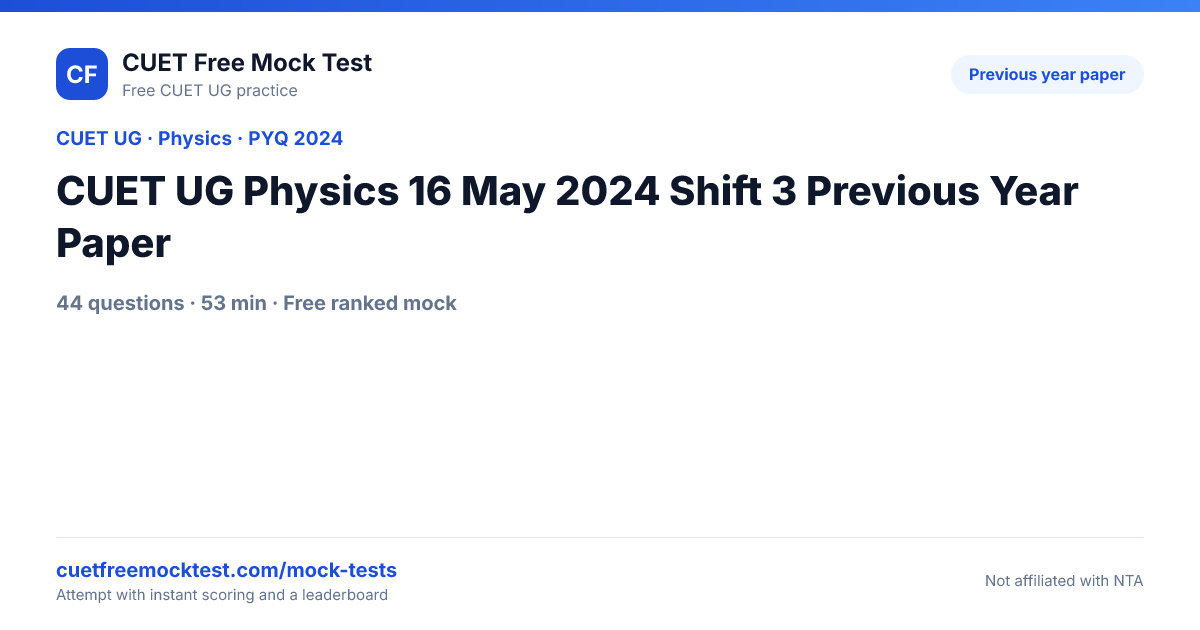 CF
CUET Free Mock Test
Free CUET UG practice
Previous year paper
CUET UG · Physics · PYQ 2024
CUET UG Physics 16 May 2024 Shift 3 Previous Year
Paper
44 questions · 53 min · Free ranked mock
cuetfreemocktest.com/mock-tests
Attempt with instant scoring and a leaderboard
Not affiliated with NTA